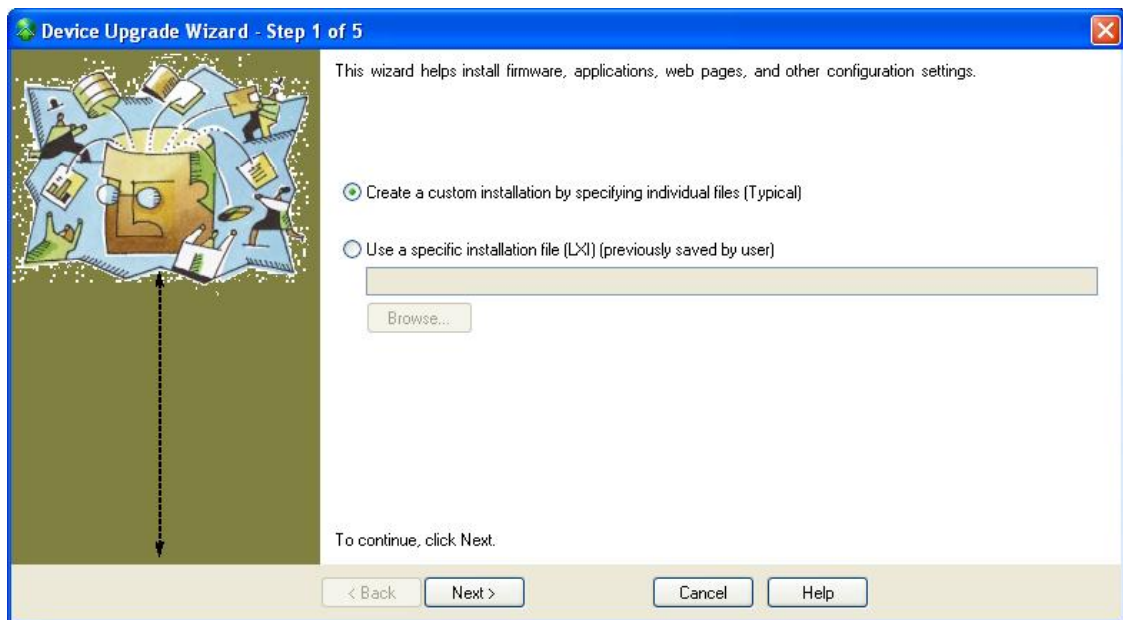 Device Upgrade Wizard - Step 1 of 5
This wizard helps install firmware, applications, web pages, and other configuration settings.
Create a custom installation by specifying individual files (Typical)
Use a specific installation file (LXI) (previously saved by user)
Browse...
To continue, click Next.
< Back
Next >
Cancel
Help